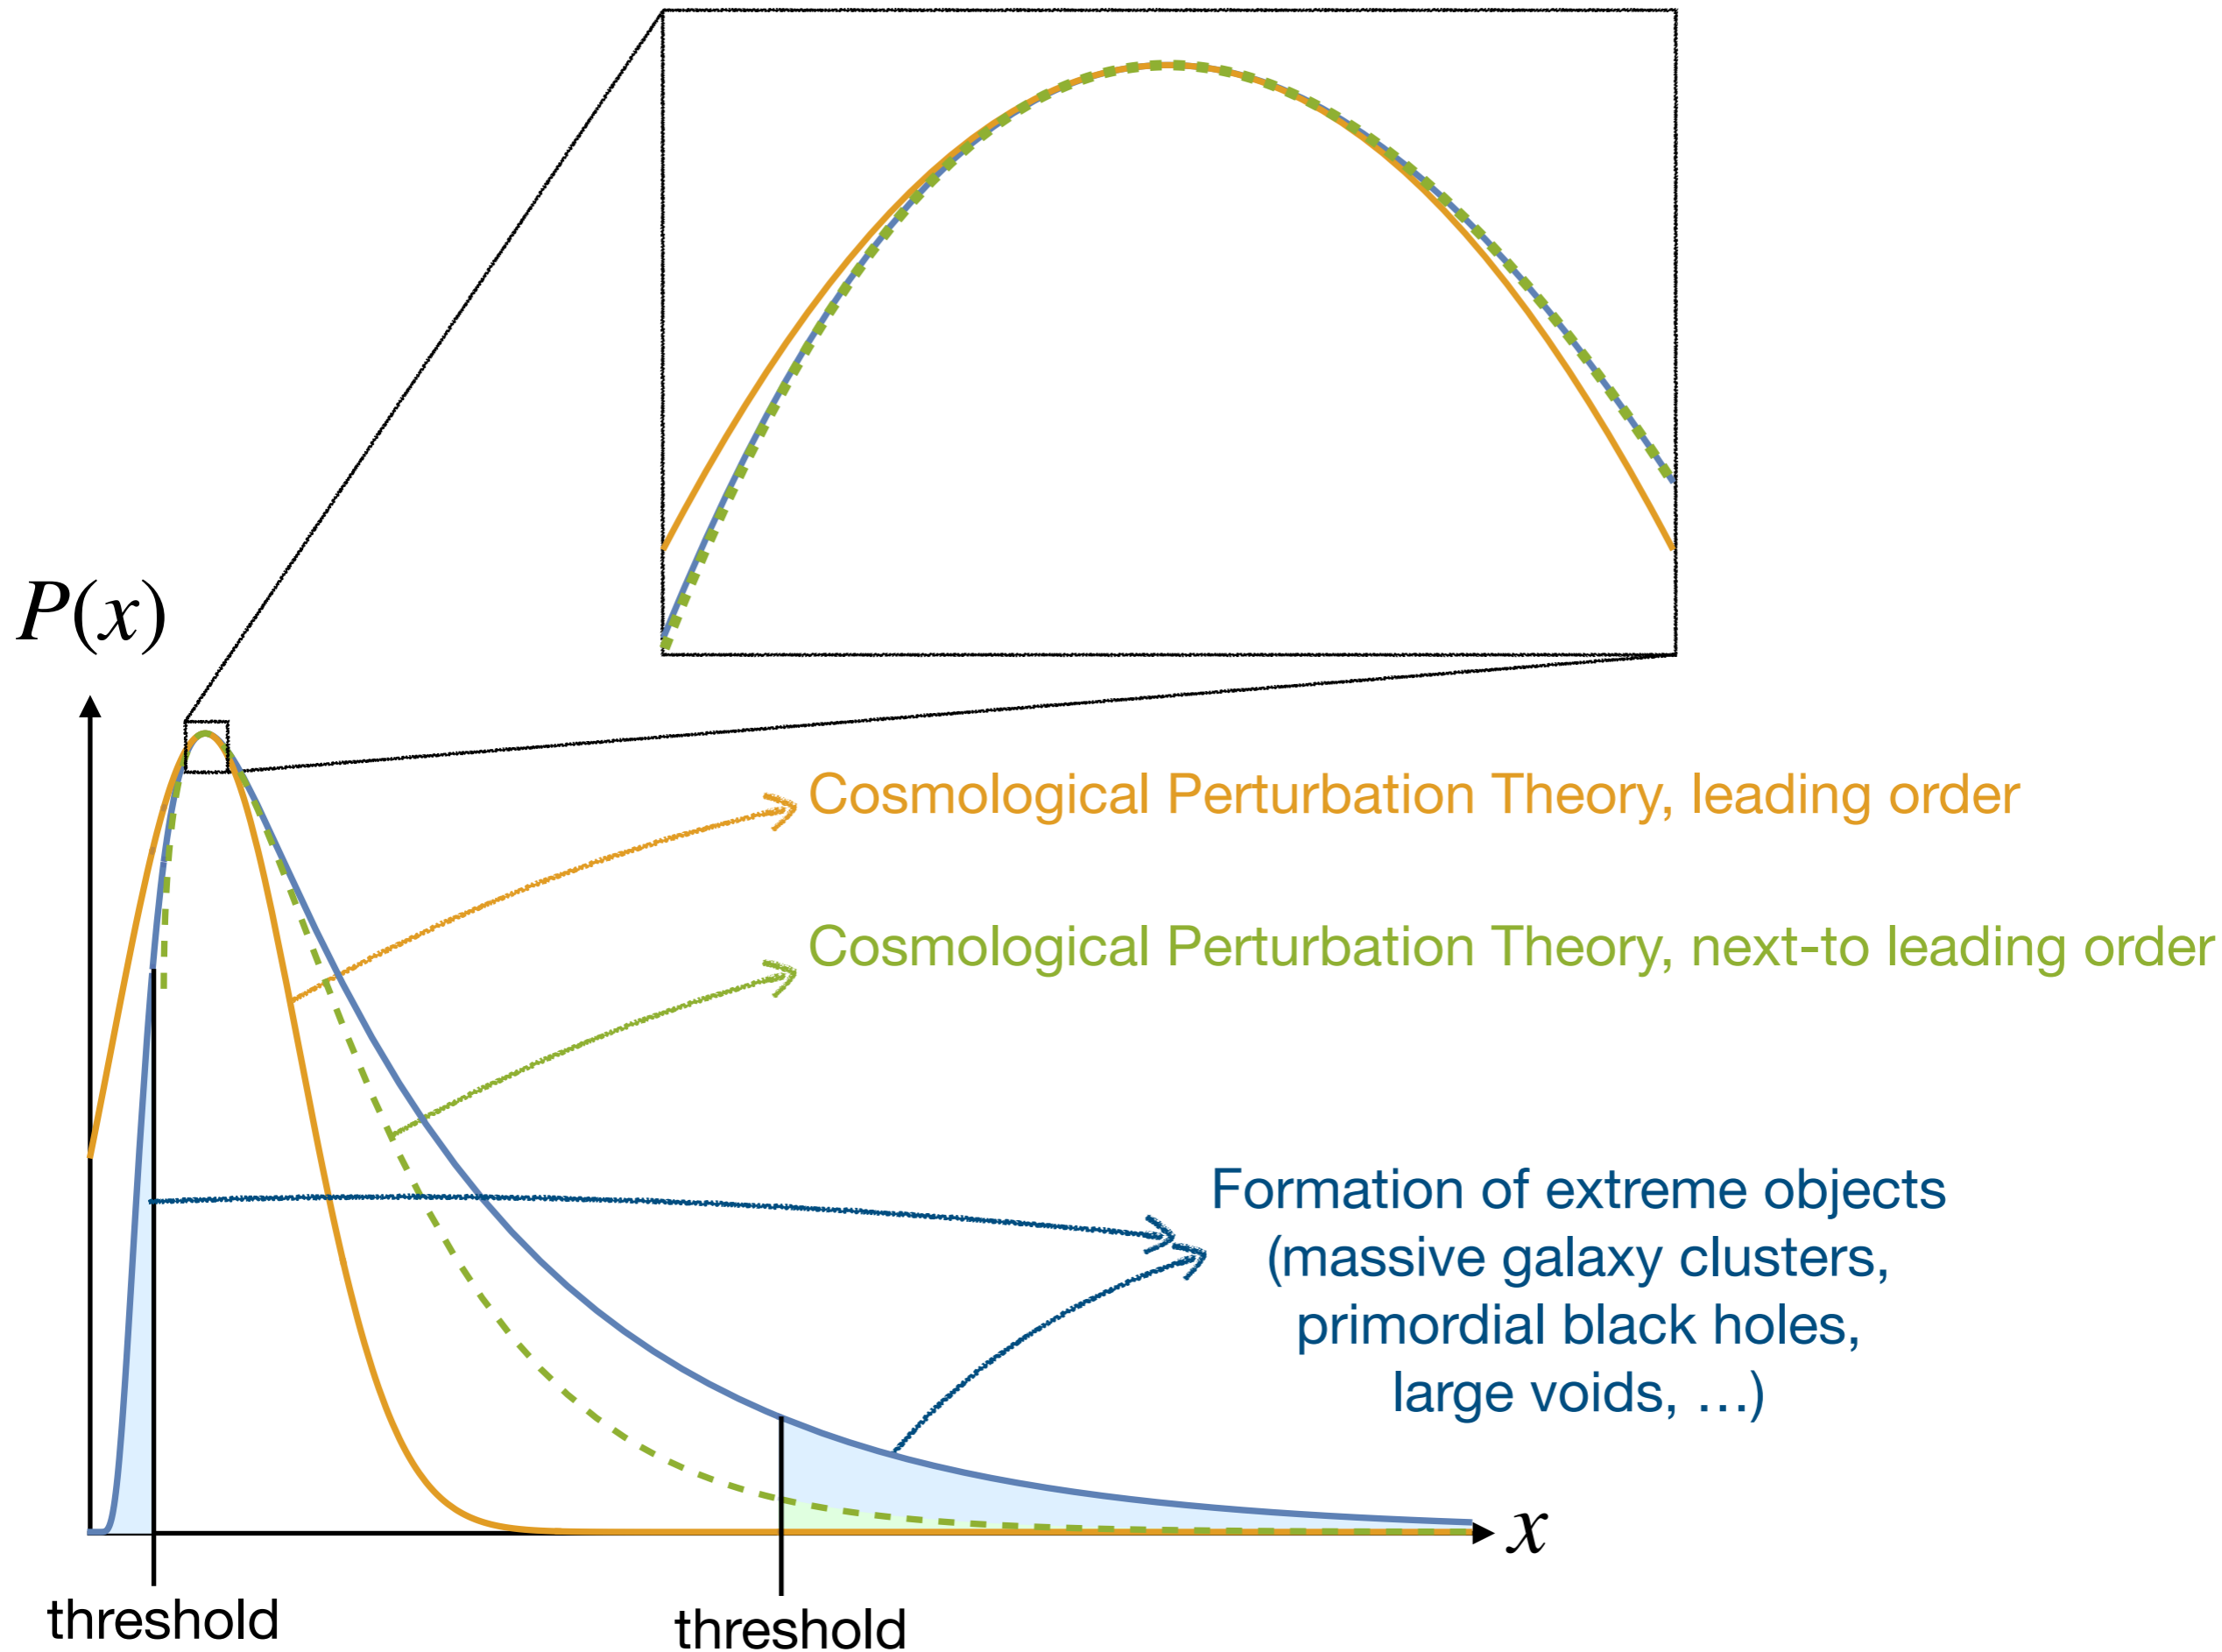 P(x)
Cosmological Perturbation Theory, leading order
Cosmological Perturbation Theory, next-to leading order
Formation of extreme objects
(massive galaxy clusters,
primordial black holes,
large voids, …)
x
threshold
threshold